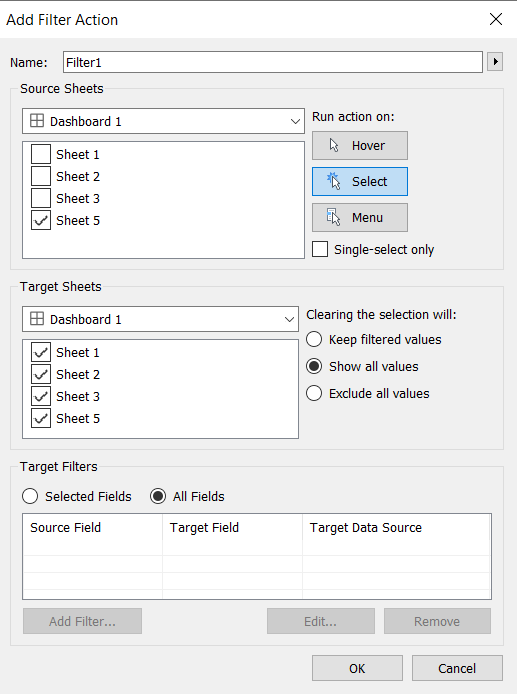 Add Filter Action
Name: Filter1
Source Sheets
Dashboard 1
Run action on:
Sheet 1
Sheet 2
Sheet 3
Sheet 5
Hover
Select
Menu
Single-select only
Target Sheets
Dashboard 1
Clearing the selection will:
Sheet 1
Sheet 2
Sheet 3
Sheet 5
Keep filtered values
Show all values
Exclude all values
Target Filters
Selected Fields All Fields
Source Field Target Field Target Data Source
Add Filter... Edit... Remove
OK Cancel